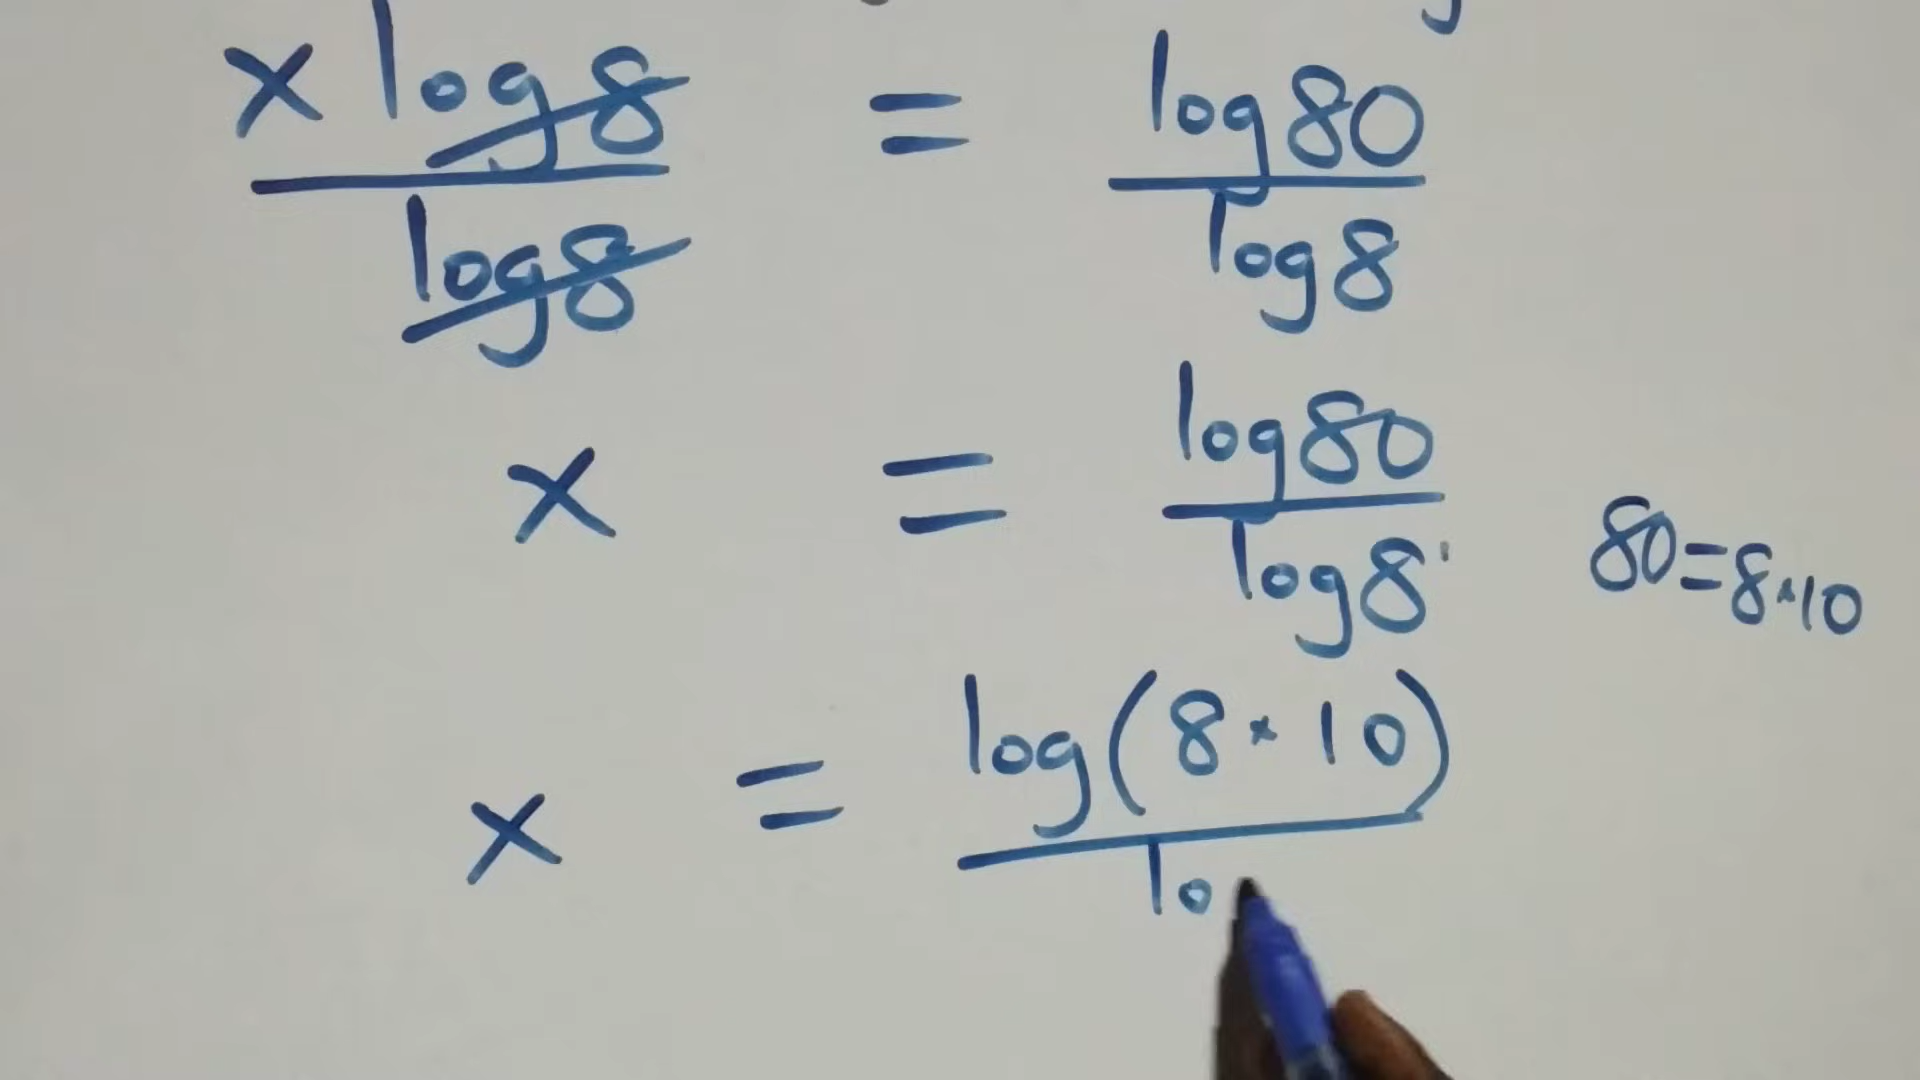 x log8 = log80
log8 log8
x = log80
log8
80=8×10
x = log(8×10)
lo